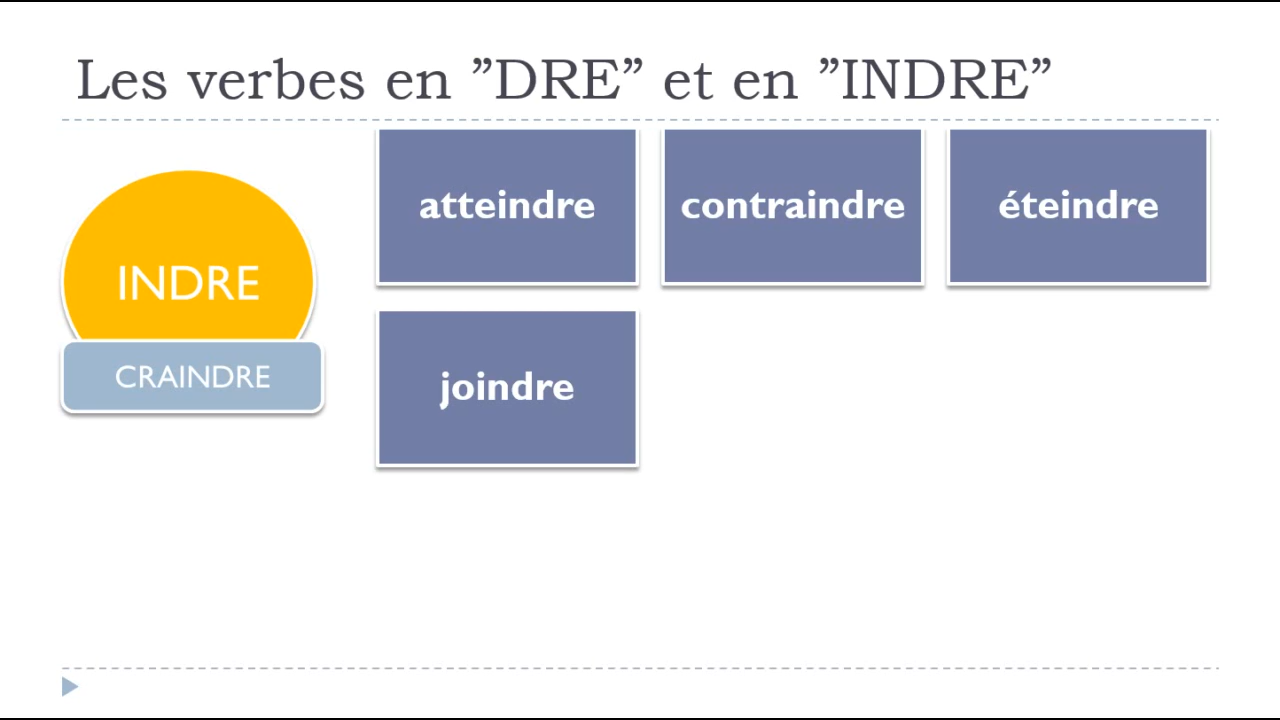 Les verbes en ”DRE” et en ”INDRE”
INDRE
CRAINDRE
atteindre
contraindre
éteindre
joindre